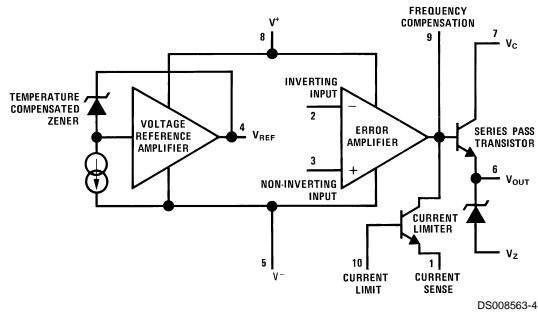 FREQUENCY
COMPENSATION
V+
8
9
7
VC
TEMPERATURE
COMPENSATED
ZENER
VOLTAGE
REFERENCE
AMPLIFIER
4
VREF
INVERTING
INPUT
2
−
ERROR
AMPLIFIER
3
+
NON-INVERTING
INPUT
SERIES PASS
TRANSISTOR
6
VOUT
CURRENT
LIMITER
VZ
5
V−
10
CURRENT
LIMIT
1
CURRENT
SENSE
DS008563-4